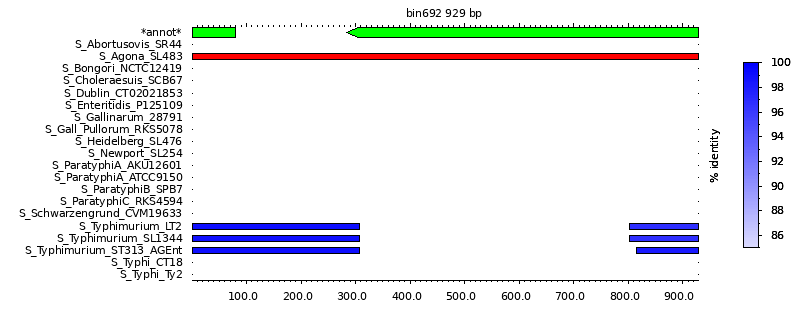 bin692 929 bp
*annot*
S_Abortusovis_SR44
S_Agona_SL483
S_Bongori_NCTC12419
S_Choleraesuis_SCB67
S_Dublin_CT02021853
S_Enteritidis_P125109
S_Gallinarum_28791
S_Gall_Pullorum_RKS5078
S_Heidelberg_SL476
S_Newport_SL254
S_ParatyphiA_AKU12601
S_ParatyphiA_ATCC9150
S_ParatyphiB_SPB7
S_ParatyphiC_RKS4594
S_Schwarzengrund_CVM19633
S_Typhimurium_LT2
S_Typhimurium_SL1344
S_Typhimurium_ST313_AGEnt
S_Typhi_CT18
S_Typhi_Ty2
100.0 200.0 300.0 400.0 500.0 600.0 700.0 800.0 900.0
% identity
100
98
96
94
92
90
88
86